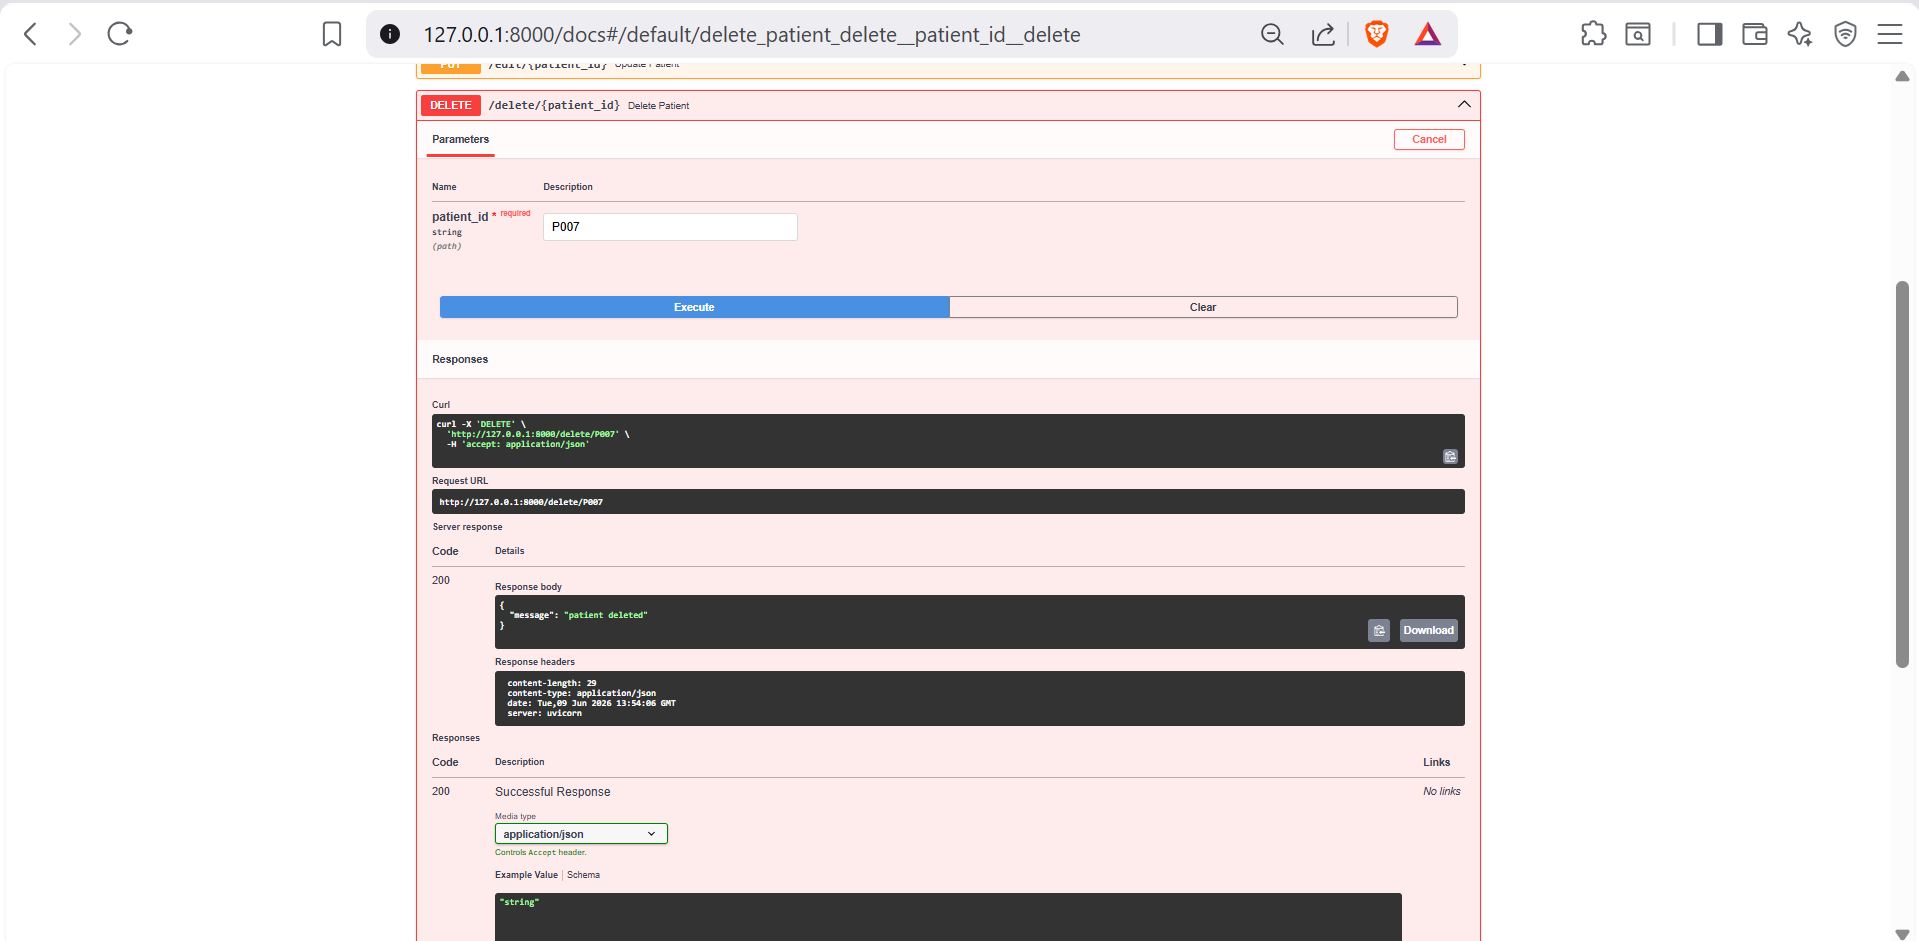 127.0.0.1:8000/docs#/default/delete_patient_delete__patient_id__delete
PUT /edit/{patient_id} Update Patient
DELETE /delete/{patient_id} Delete Patient
Parameters
Cancel
Name Description
patient_id * required
string
(path)
P007
Execute
Clear
Responses
Curl
curl -X 'DELETE' \
'http://127.0.0.1:8000/delete/P007' \
-H 'accept: application/json'
Request URL
http://127.0.0.1:8000/delete/P007
Server response
Code Details
200
Response body
{
"message": "patient deleted"
}
Download
Response headers
content-length: 29
content-type: application/json
date: Tue,09 Jun 2026 13:54:06 GMT
server: uvicorn
Responses
Code Description Links
200 Successful Response No links
Media type
application/json
Controls Accept header.
Example Value | Schema
"string"